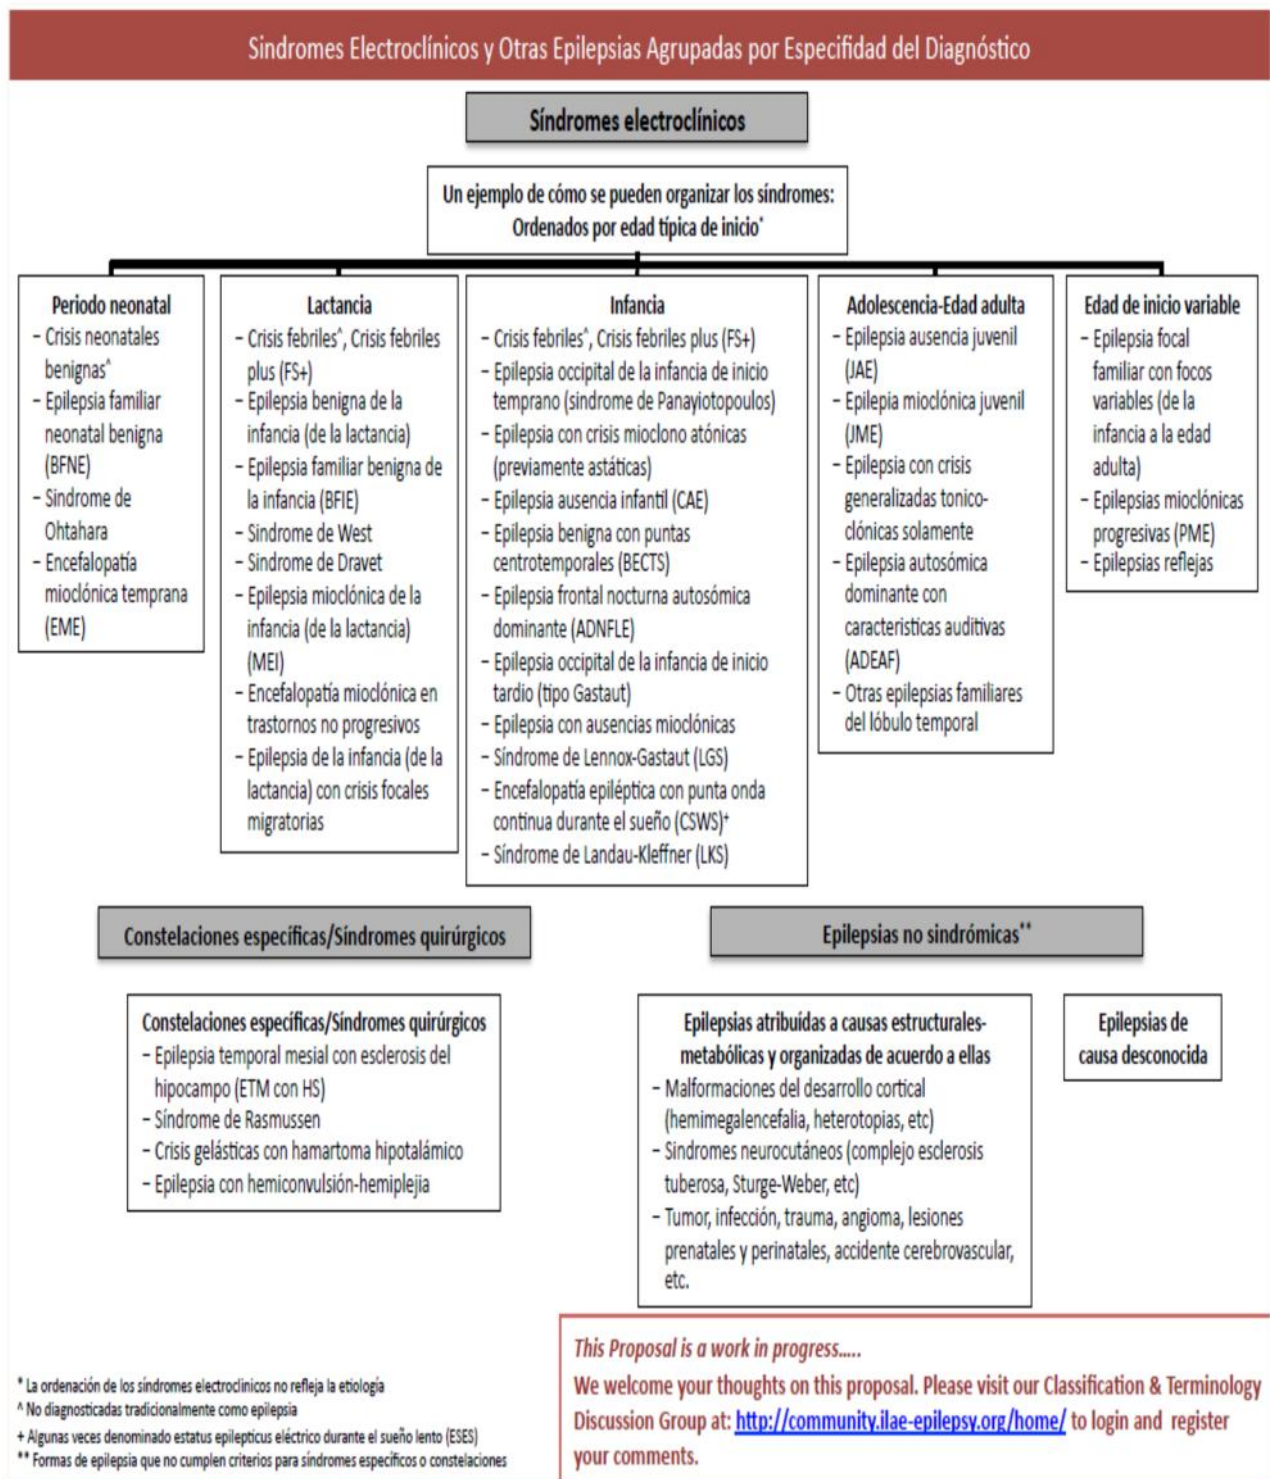 Sindromes Electroclínicos y Otras Epilepsias Agrupadas por Especifidad del Diagnóstico
Síndromes electroclínicos
Un ejemplo de cómo se pueden organizar los síndromes:
Ordenados por edad típica de inicio*
Periodo neonatal
– Crisis neonatales
benignas^
– Epilepsia familiar
neonatal benigna
(BFNE)
– Sindrome de
Ohtahara
– Encefalopatía
mioclónica temprana
(EME)
Lactancia
– Crisis febriles^, Crisis febriles
plus (FS+)
– Epilepsia benigna de la
infancia (de la lactancia)
– Epilepsia familiar benigna de
la infancia (BFIE)
– Sindrome de West
– Sindrome de Dravet
– Epilepsia mioclónica de la
infancia (de la lactancia)
(MEI)
– Encefalopatía mioclónica en
trastornos no progresivos
– Epilepsia de la infancia (de la
lactancia) con crisis focales
migratorias
Infancia
– Crisis febriles^, Crisis febriles plus (FS+)
– Epilepsia occipital de la infancia de inicio
temprano (sindrome de Panayiotopoulos)
– Epilepsia con crisis mioclono atónicas
(previamente astáticas)
– Epilepsia ausencia infantil (CAE)
– Epilepsia benigna con puntas
centrotemporales (BECTS)
– Epilepsia frontal nocturna autosómica
dominante (ADNFLE)
– Epilepsia occipital de la infancia de inicio
tardio (tipo Gastaut)
– Epilepsia con ausencias mioclónicas
– Síndrome de Lennox-Gastaut (LGS)
– Encefalopatía epiléptica con punta onda
continua durante el sueño (CSWS)+
– Síndrome de Landau-Kleffner (LKS)
Adolescencia-Edad adulta
– Epilepsia ausencia juvenil
(JAE)
– Epilepia mioclónica juvenil
(JME)
– Epilepsia con crisis
generalizadas tonico-
clónicas solamente
– Epilepsia autosómica
dominante con
caracteristicas auditivas
(ADEAF)
– Otras epilepsias familiares
del lóbulo temporal
Edad de inicio variable
– Epilepsia focal
familiar con focos
variables (de la
infancia a la edad
adulta)
– Epilepsias mioclónicas
progresivas (PME)
– Epilepsias reflejas
Constelaciones específicas/Síndromes quirúrgicos
Constelaciones específicas/Síndromes quirúrgicos
– Epilepsia temporal mesial con esclerosis del
hipocampo (ETM con HS)
– Síndrome de Rasmussen
– Crisis gelásticas con hamartoma hipotalámico
– Epilepsia con hemiconvulsión-hemiplejia
Epilepsias no sindrómicas**
Epilepsias atribuídas a causas estructurales-
metabólicas y organizadas de acuerdo a ellas
– Malformaciones del desarrollo cortical
(hemimegalencefalia, heterotopias, etc)
– Sindromes neurocutáneos (complejo esclerosis
tuberosa, Sturge-Weber, etc)
– Tumor, infección, trauma, angioma, lesiones
prenatales y perinatales, accidente cerebrovascular,
etc.
Epilepsias de
causa desconocida
* La ordenación de los síndromes electroclinicos no refleja la etiología
^ No diagnosticadas tradicionalmente como epilepsia
+ Algunas veces denominado estatus epilepticus eléctrico durante el sueño lento (ESES)
** Formas de epilepsia que no cumplen criterios para síndromes específicos o constelaciones
This Proposal is a work in progress.....
We welcome your thoughts on this proposal. Please visit our Classification & Terminology
Discussion Group at: http://community.ilae-epilepsy.org/home/ to login and register
your comments.